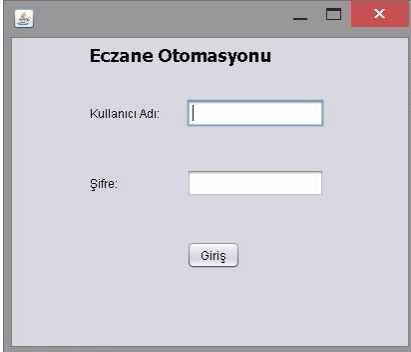 Eczane Otomasyonu
Kullanıcı Adı:
Şifre:
Giriş